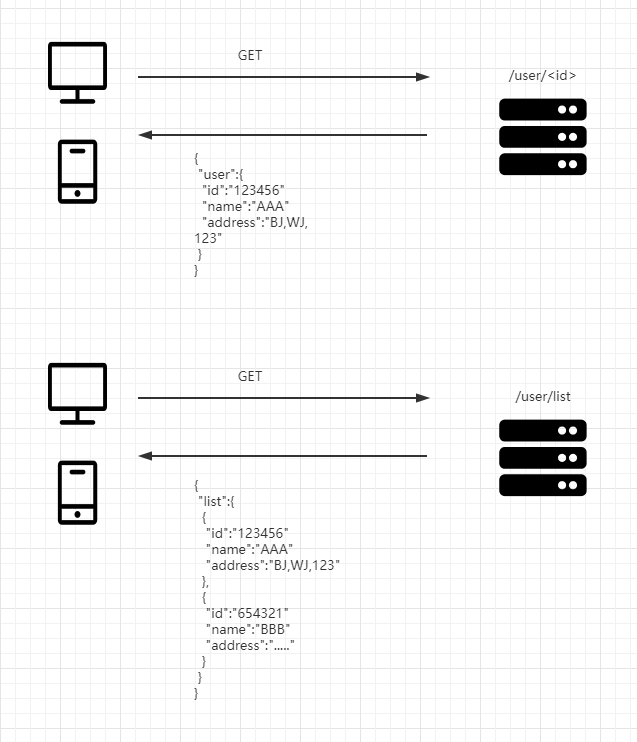 GET
/user/<id>
{
"user":{
"id":"123456"
"name":"AAA"
"address":"BJ,WJ,
123"
}
}
GET
/user/list
{
"list":{
{
"id":"123456"
"name":"AAA"
"address":"BJ,WJ,123"
},
{
"id":"654321"
"name":"BBB"
"address":"....."
}
}
}